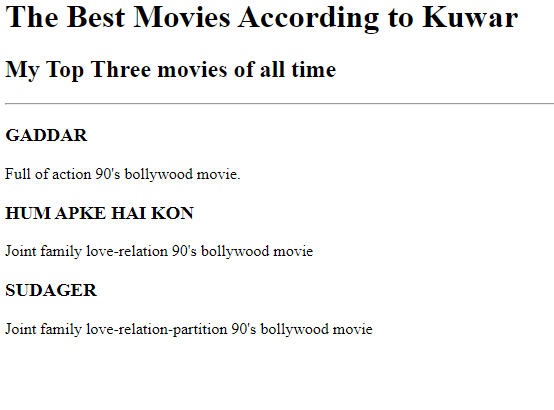 The Best Movies According to Kuwar
My Top Three movies of all time
GADDAR
Full of action 90's bollywood movie.
HUM APKE HAI KON
Joint family love-relation 90's bollywood movie
SUDAGER
Joint family love-relation-partition 90's bollywood movie